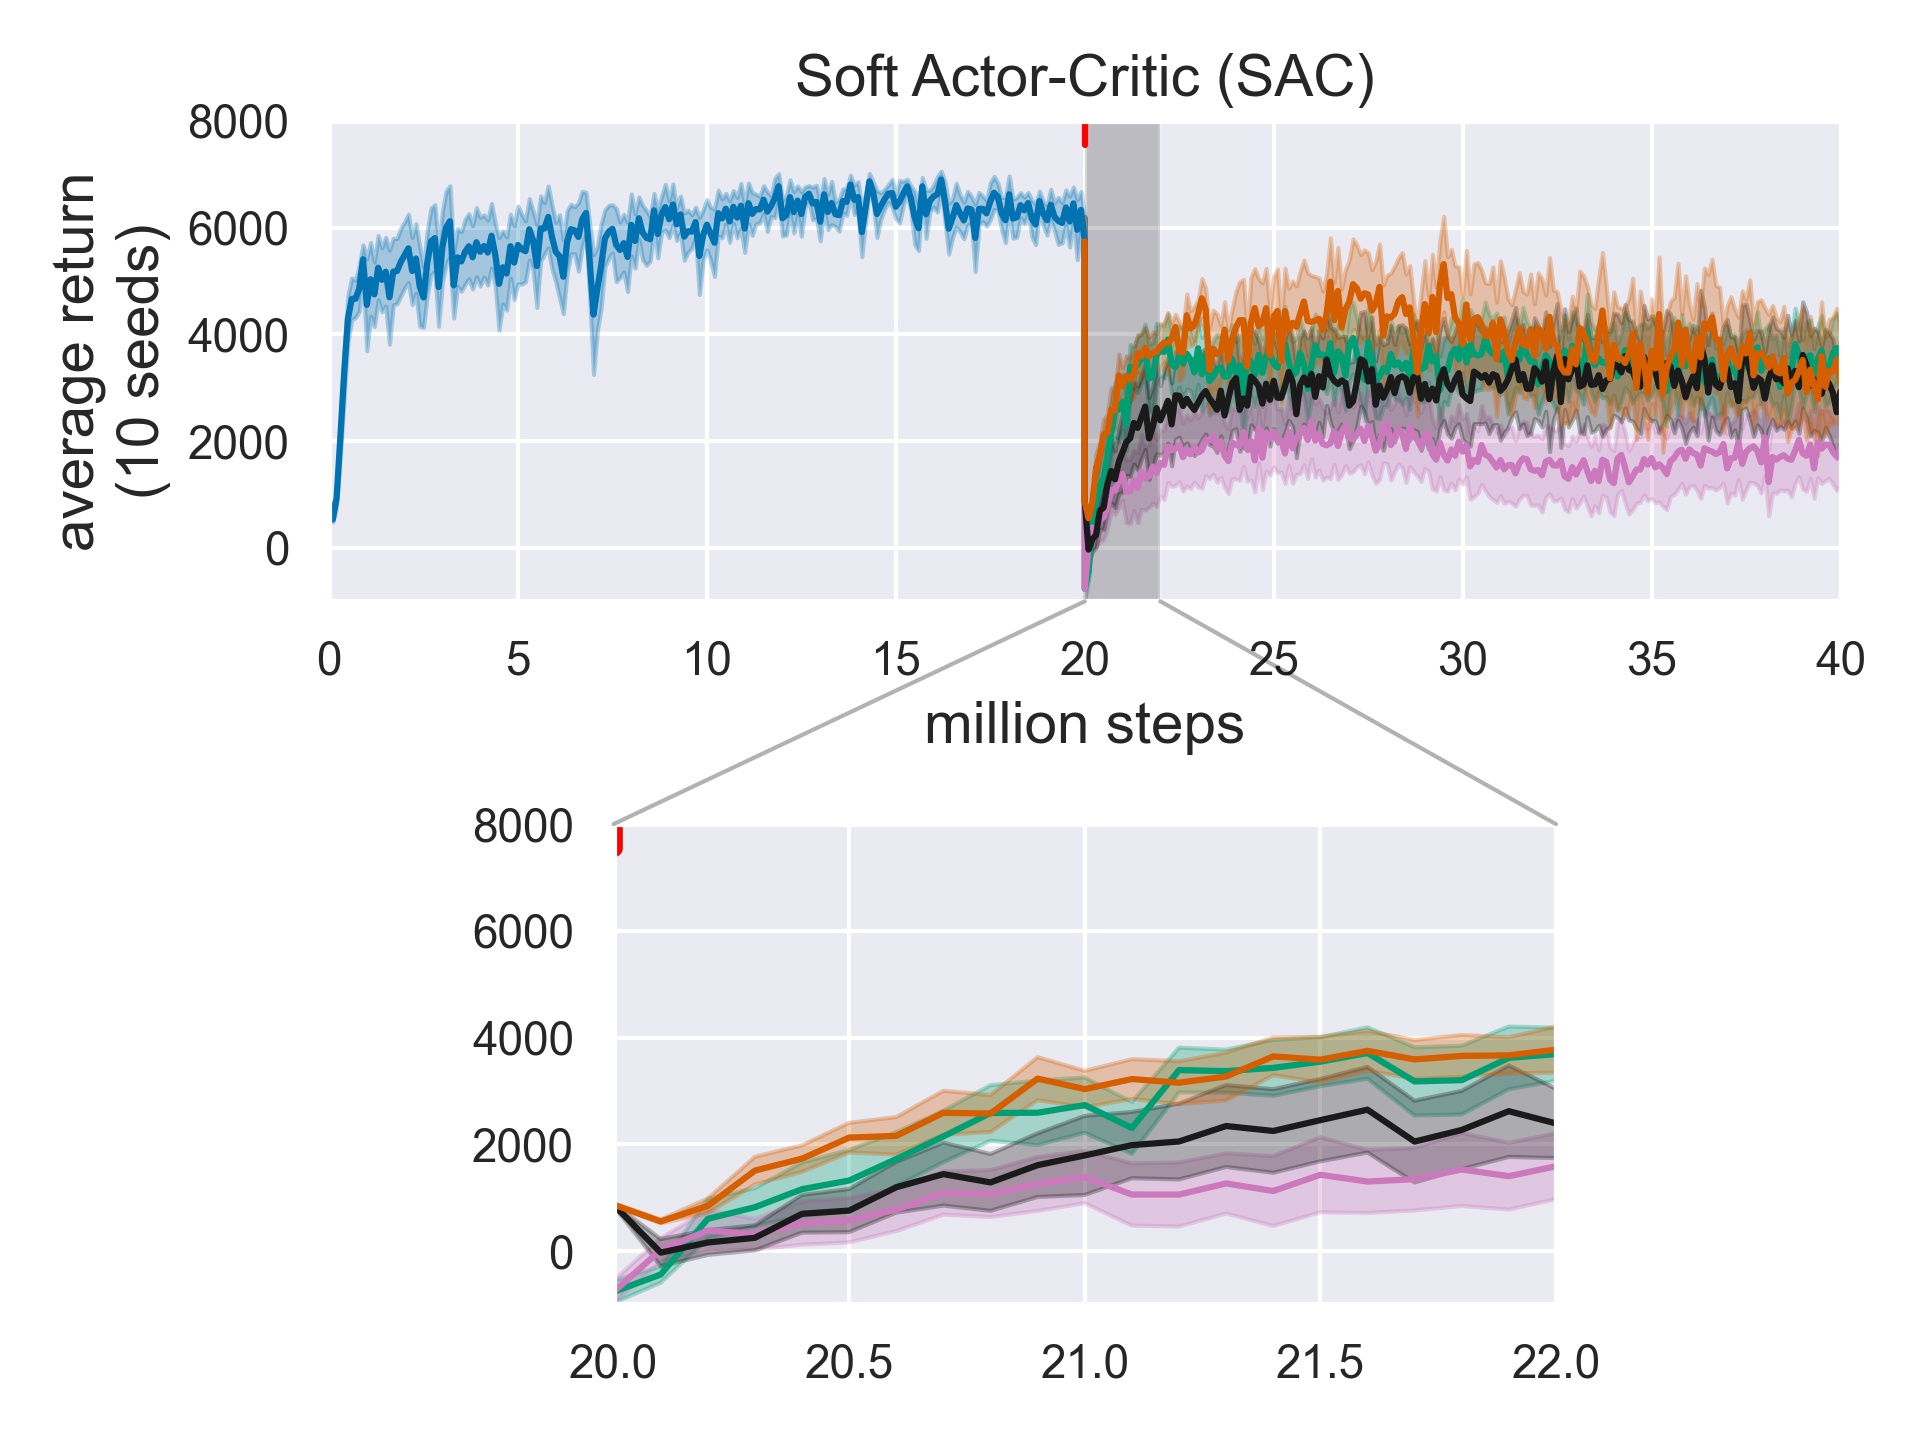 Soft Actor-Critic (SAC)
average return
(10 seeds)
8000
6000
4000
2000
0
0 5 10 15 20 25 30 35 40
million steps
8000
6000
4000
2000
0
20.0 20.5 21.0 21.5 22.0